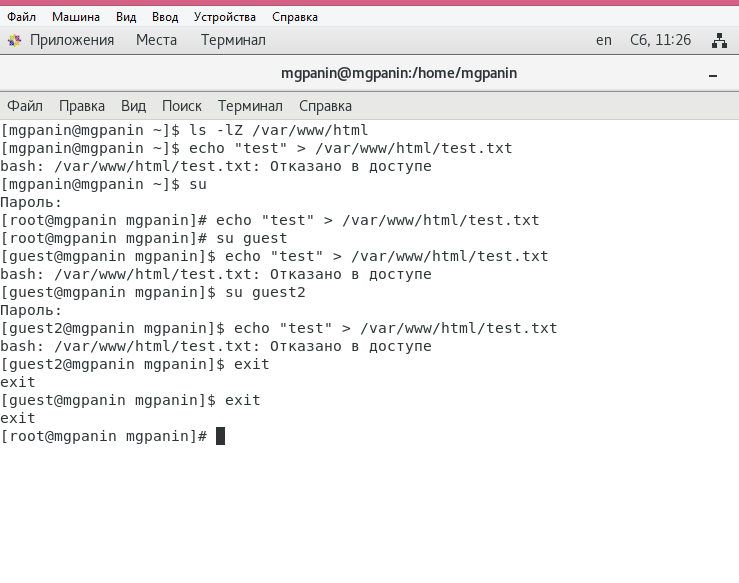 Файл Машина Вид Ввод Устройства Справка
Приложения Места Терминал en Сб, 11:26
mgpanin@mgpanin:/home/mgpanin
Файл Правка Вид Поиск Терминал Справка
[mgpanin@mgpanin ~]$ ls -lZ /var/www/html
[mgpanin@mgpanin ~]$ echo "test" > /var/www/html/test.txt
bash: /var/www/html/test.txt: Отказано в доступе
[mgpanin@mgpanin ~]$ su
Пароль:
[root@mgpanin mgpanin]# echo "test" > /var/www/html/test.txt
[root@mgpanin mgpanin]# su guest
[guest@mgpanin mgpanin]$ echo "test" > /var/www/html/test.txt
bash: /var/www/html/test.txt: Отказано в доступе
[guest@mgpanin mgpanin]$ su guest2
Пароль:
[guest2@mgpanin mgpanin]$ echo "test" > /var/www/html/test.txt
bash: /var/www/html/test.txt: Отказано в доступе
[guest2@mgpanin mgpanin]$ exit
exit
[guest@mgpanin mgpanin]$ exit
exit
[root@mgpanin mgpanin]#